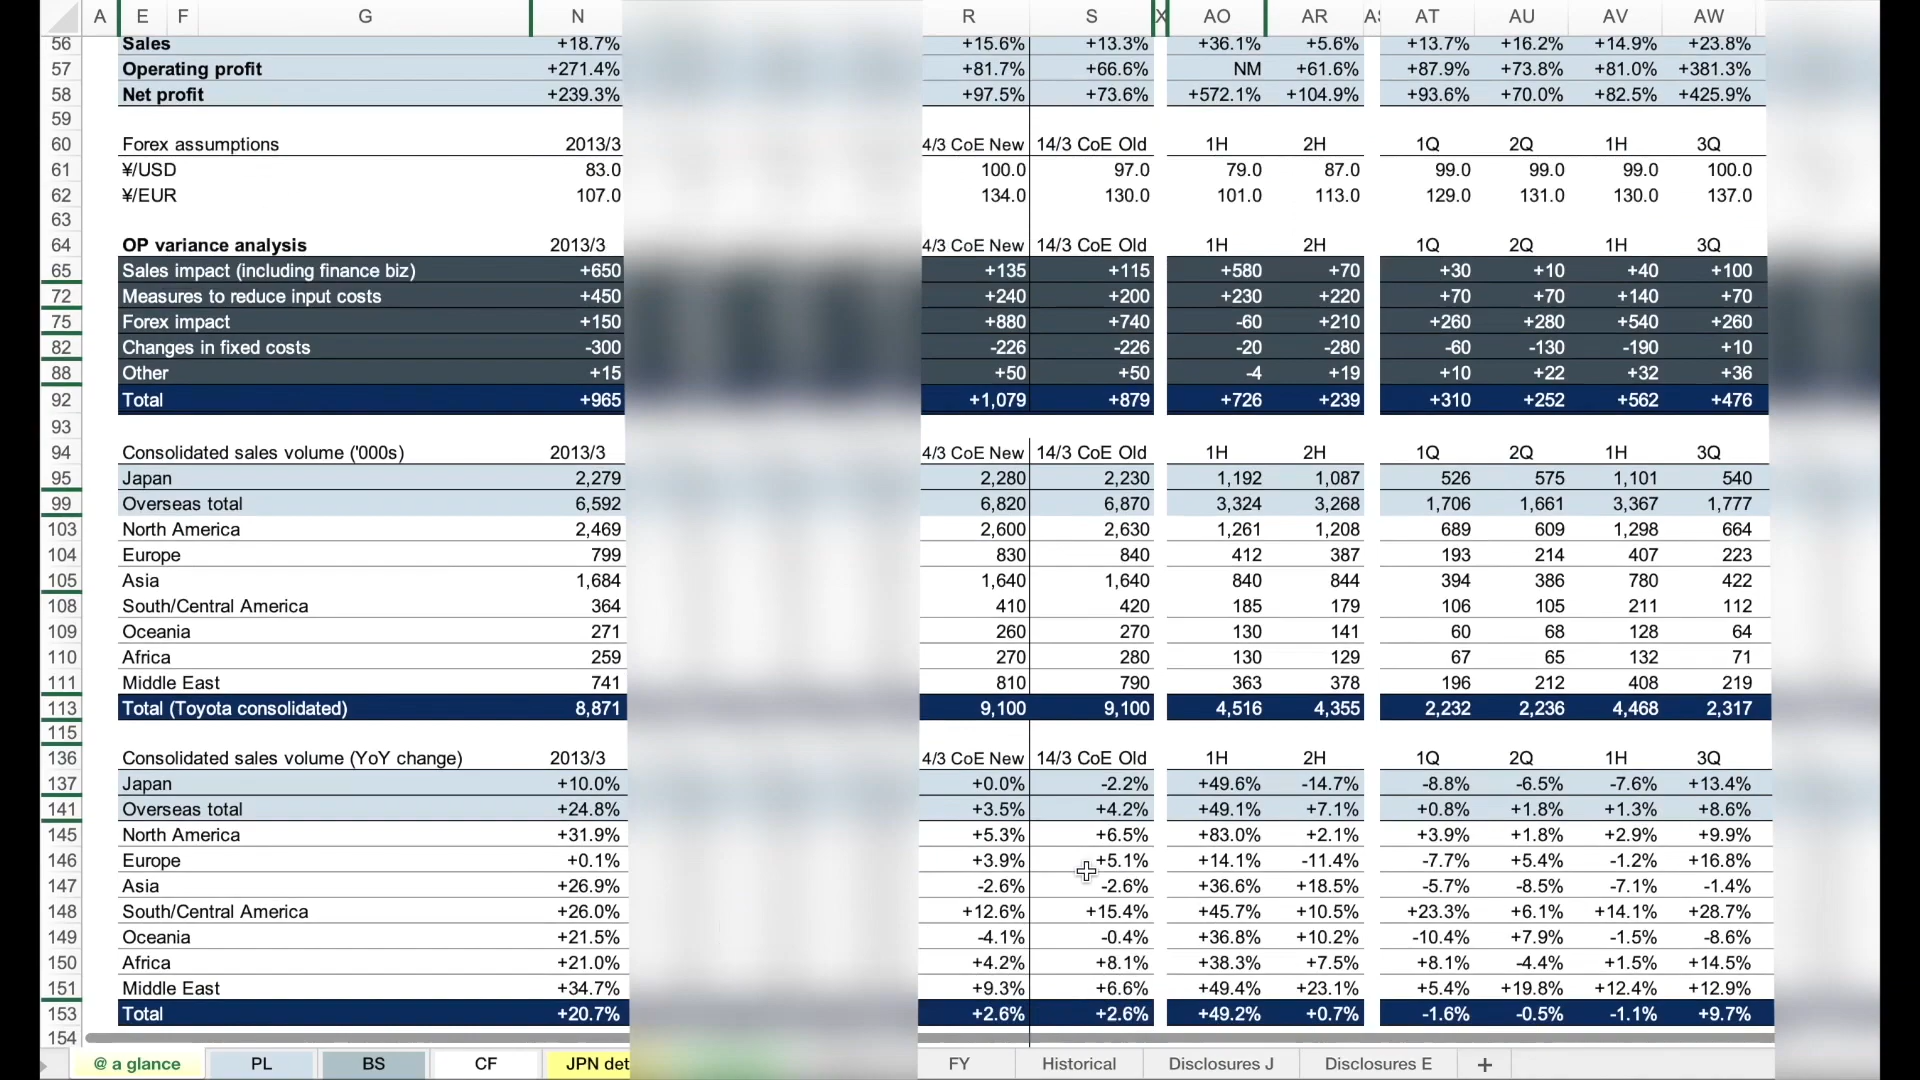 A E F G N R S X AO AR AS AT AU AV AW
56 Sales +18.7% +15.6% +13.3% +36.1% +5.6% +13.7% +16.2% +14.9% +23.8%
57 Operating profit +271.4% +81.7% +66.6% NM +61.6% +87.9% +73.8% +81.0% +381.3%
58 Net profit +239.3% +97.5% +73.6% +572.1% +104.9% +93.6% +70.0% +82.5% +425.9%
59
60 Forex assumptions 2013/3 4/3 CoE New 14/3 CoE Old 1H 2H 1Q 2Q 1H 3Q
61 ¥/USD 83.0 100.0 97.0 79.0 87.0 99.0 99.0 99.0 100.0
62 ¥/EUR 107.0 134.0 130.0 101.0 113.0 129.0 131.0 130.0 137.0
63
64 OP variance analysis 2013/3 4/3 CoE New 14/3 CoE Old 1H 2H 1Q 2Q 1H 3Q
65 Sales impact (including finance biz) +650 +135 +115 +580 +70 +30 +10 +40 +100
72 Measures to reduce input costs +450 +240 +200 +230 +220 +70 +70 +140 +70
75 Forex impact +150 +880 +740 -60 +210 +260 +280 +540 +260
82 Changes in fixed costs -300 -226 -226 -20 -280 -60 -130 -190 +10
88 Other +15 +50 +50 -4 +19 +10 +22 +32 +36
92 Total +965 +1,079 +879 +726 +239 +310 +252 +562 +476
93
94 Consolidated sales volume ('000s) 2013/3 4/3 CoE New 14/3 CoE Old 1H 2H 1Q 2Q 1H 3Q
95 Japan 2,279 2,280 2,230 1,192 1,087 526 575 1,101 540
99 Overseas total 6,592 6,820 6,870 3,324 3,268 1,706 1,661 3,367 1,777
103 North America 2,469 2,600 2,630 1,261 1,208 689 609 1,298 664
104 Europe 799 830 840 412 387 193 214 407 223
105 Asia 1,684 1,640 1,640 840 844 394 386 780 422
108 South/Central America 364 410 420 185 179 106 105 211 112
109 Oceania 271 260 270 130 141 60 68 128 64
110 Africa 259 270 280 130 129 67 65 132 71
111 Middle East 741 810 790 363 378 196 212 408 219
113 Total (Toyota consolidated) 8,871 9,100 9,100 4,516 4,355 2,232 2,236 4,468 2,317
115
136 Consolidated sales volume (YoY change) 2013/3 4/3 CoE New 14/3 CoE Old 1H 2H 1Q 2Q 1H 3Q
137 Japan +10.0% +0.0% -2.2% +49.6% -14.7% -8.8% -6.5% -7.6% +13.4%
141 Overseas total +24.8% +3.5% +4.2% +49.1% +7.1% +0.8% +1.8% +1.3% +8.6%
145 North America +31.9% +5.3% +6.5% +83.0% +2.1% +3.9% +1.8% +2.9% +9.9%
146 Europe +0.1% +3.9% +5.1% +14.1% -11.4% -7.7% +5.4% -1.2% +16.8%
147 Asia +26.9% -2.6% -2.6% +36.6% +18.5% -5.7% -8.5% -7.1% -1.4%
148 South/Central America +26.0% +12.6% +15.4% +45.7% +10.5% +23.3% +6.1% +14.1% +28.7%
149 Oceania +21.5% -4.1% -0.4% +36.8% +10.2% -10.4% +7.9% -1.5% -8.6%
150 Africa +21.0% +4.2% +8.1% +38.3% +7.5% +8.1% -4.4% +1.5% +14.5%
151 Middle East +34.7% +9.3% +6.6% +49.4% +23.1% +5.4% +19.8% +12.4% +12.9%
153 Total +20.7% +2.6% +2.6% +49.2% +0.7% -1.6% -0.5% -1.1% +9.7%
154
@ a glance PL BS CF JPN det FY Historical Disclosures J Disclosures E +